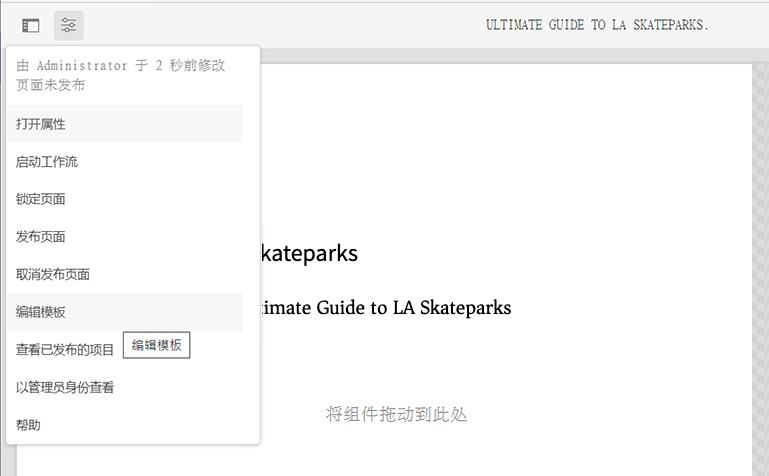 ULTIMATE GUIDE TO LA SKATEPARKS.
由 Administrator 于 2 秒前修改
页面未发布
打开属性
启动工作流
锁定页面
发布页面
取消发布页面
编辑模板
查看已发布的项目
编辑模板
以管理员身份查看
帮助
kateparks
timate Guide to LA Skateparks
将组件拖动到此处